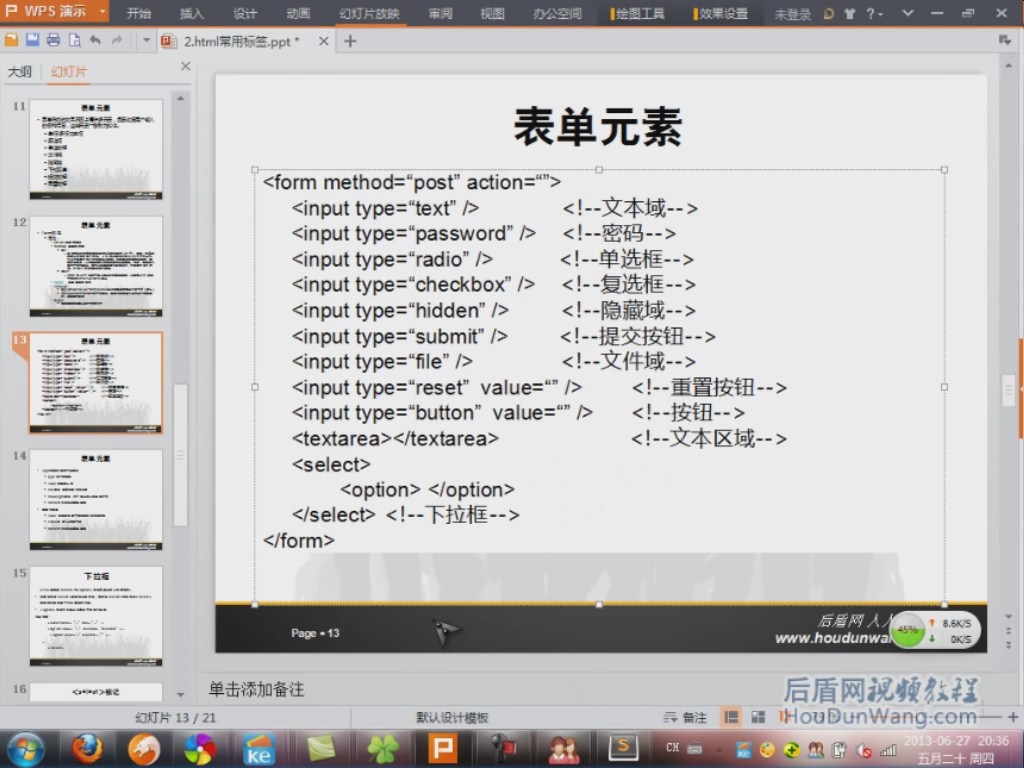 WPS 演示
开始 插入 设计 动画 幻灯片放映 审阅 视图 办公空间 绘图工具 效果设置 未登录
2.html常用标签.ppt *
大纲 幻灯片
11
表单元素
12
表单元素
13
表单元素
14
表单元素
15
下拉框
16
表单元素
<form method=“post” action=“”>
<input type=“text” /> <!--文本域-->
<input type=“password” /> <!--密码-->
<input type=“radio” /> <!--单选框-->
<input type=“checkbox” /> <!--复选框-->
<input type=“hidden” /> <!--隐藏域-->
<input type=“submit” /> <!--提交按钮-->
<input type=“file” /> <!--文件域-->
<input type=“reset” value=“” /> <!--重置按钮-->
<input type=“button” value=“” /> <!--按钮-->
<textarea></textarea> <!--文本区域-->
<select>
<option> </option>
</select> <!--下拉框-->
</form>
Page ▪ 13
后盾网 人人
www.houdunwa
45% 8.6K/S
0K/S
单击添加备注
后盾网视频教程
HouDunWang.com
幻灯片 13 / 21 默认设计模板 备注
CH
2013-06-27 20:36
五月二十 周四